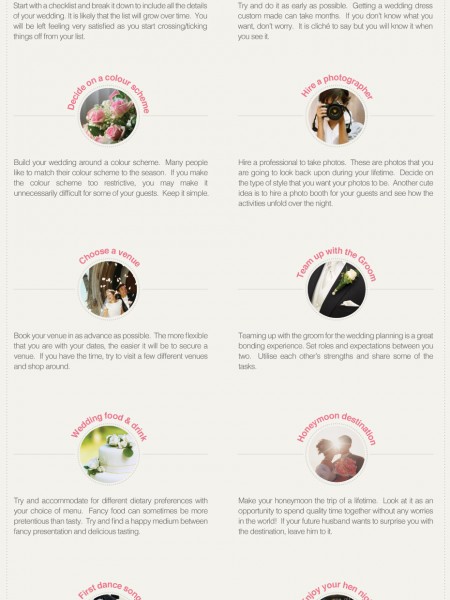 Start with a checklist and break it down to include all the details
of your wedding. It is likely that the list will grow over time. You
will be left feeling very satisfied as you start crossing/ticking
things off from your list.
Try and do it as early as possible. Getting a wedding dress
custom made can take months. If you don't know what you
want, don't worry. It is cliché to say but you will know it when
you see it.
Decide on a colour scheme
Build your wedding around a colour scheme. Many people
like to match their colour scheme to the season. If you make
the colour scheme too restrictive, you may make it
unnecessarily difficult for some of your guests. Keep it simple.
Hire a photographer
Hire a professional to take photos. These are photos that you
are going to look back upon during your lifetime. Decide on
the type of style that you want your photos to be. Another cute
idea is to hire a photo booth for your guests and see how the
activities unfold over the night.
Choose a venue
Book your venue in as advance as possible. The more flexible
that you are with your dates, the easier it will be to secure a
venue. If you have the time, try to visit a few different venues
and shop around.
Team up with the Groom
Teaming up with the groom for the wedding planning is a great
bonding experience. Set roles and expectations between you
two. Utilise each other's strengths and share some of the
tasks.
Wedding food & drink
Try and accommodate for different dietary preferences with
your choice of menu. Fancy food can sometimes be more
pretentious than tasty. Try and find a happy medium between
fancy presentation and delicious tasting.
Honeymoon destination
Make your honeymoon the trip of a lifetime. Look at it as an
opportunity to spend quality time together without any worries
in the world! If your future husband wants to surprise you with
the destination, leave him to it.
First dance song
Enjoy your hen night